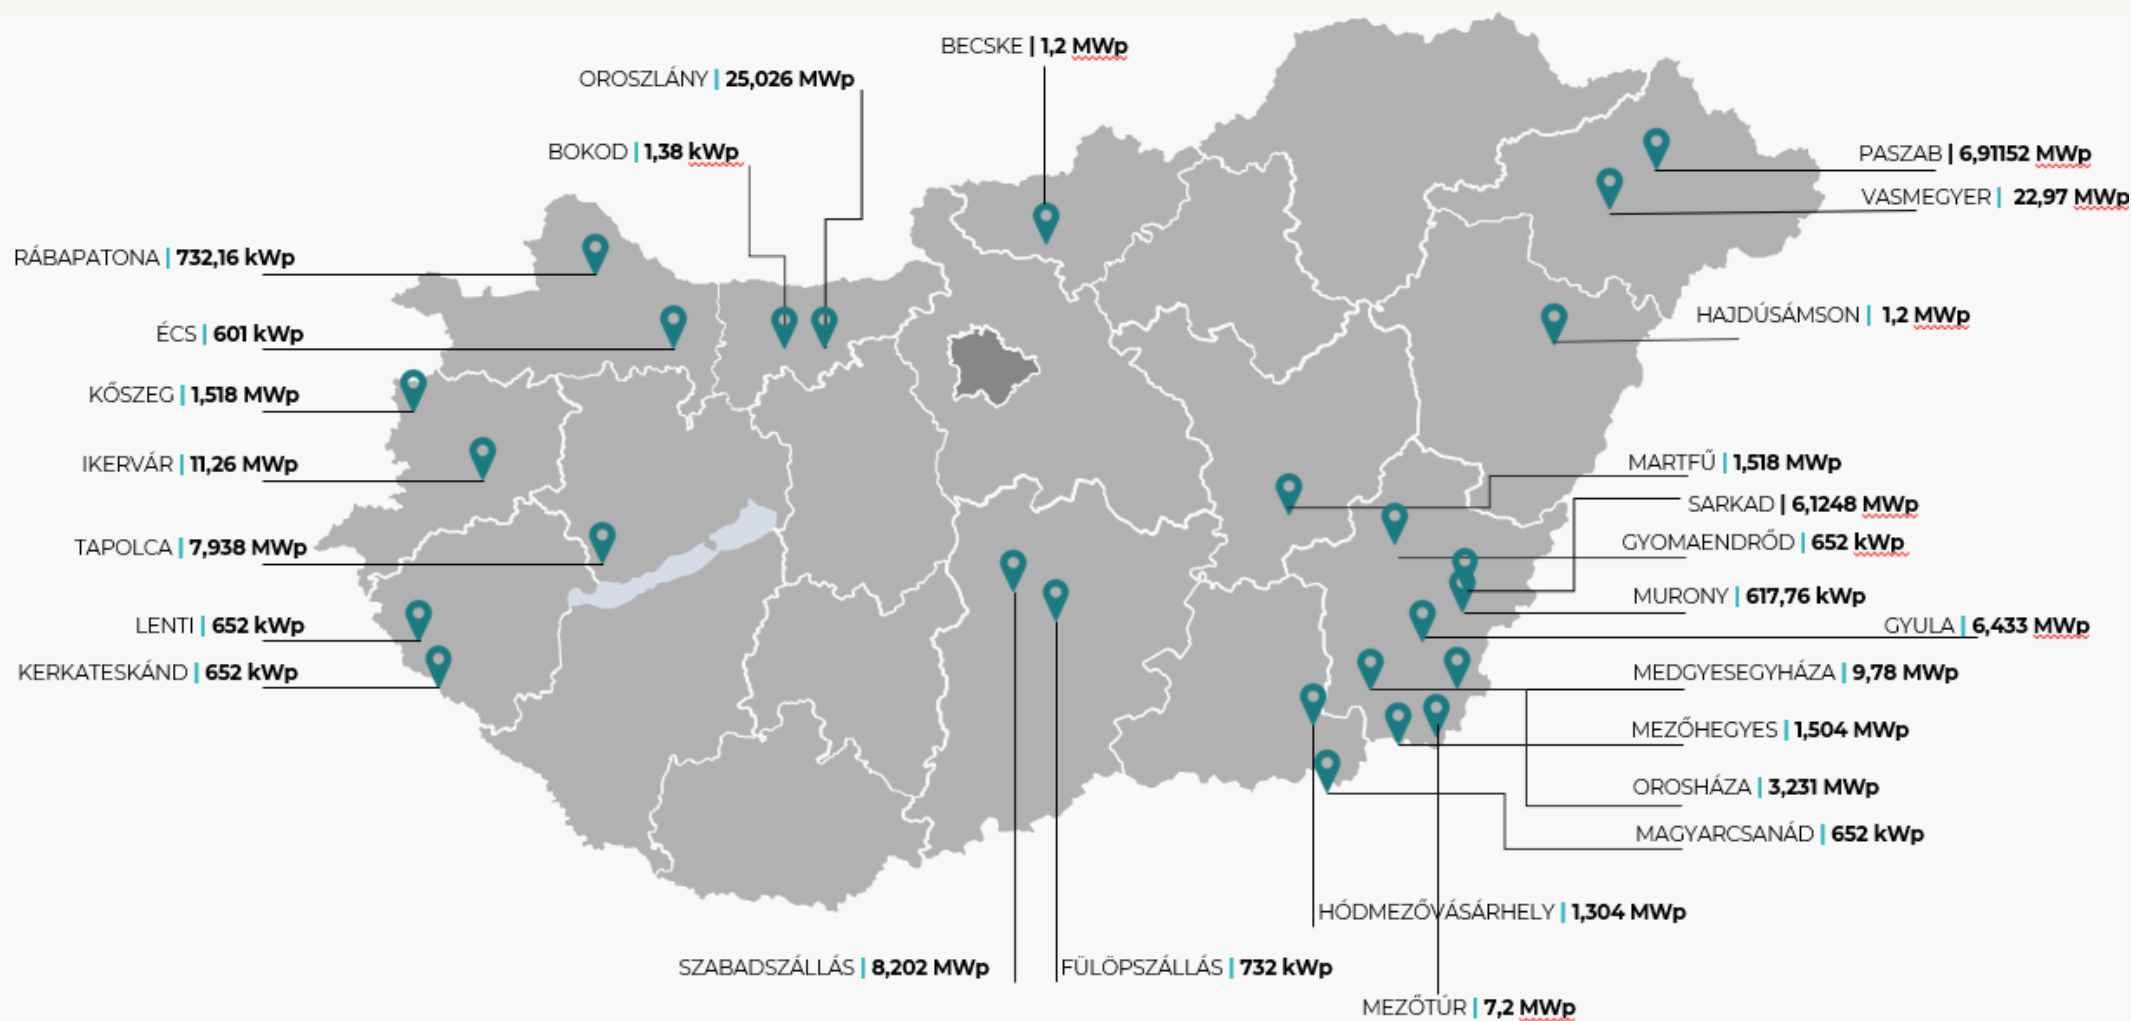 BECSKE | 1,2 MWp
OROSZLÁNY | 25,026 MWp
BOKOD | 1,38 kWp
RÁBAPATONA | 732,16 kWp
ÉCS | 601 kWp
KŐSZEG | 1,518 MWp
IKERVÁR | 11,26 MWp
TAPOLCA | 7,938 MWp
LENTI | 652 kWp
KERKATESKÁND | 652 kWp
PASZAB | 6,91152 MWp
VASMEGYER | 22,97 MWp
HAJDÚSÁMSON | 1,2 MWp
MARTFŰ | 1,518 MWp
SARKAD | 6,1248 MWp
GYOMAENDRŐD | 652 kWp
MURONY | 617,76 kWp
GYULA | 6,433 MWp
MEDGYESEGYHÁZA | 9,78 MWp
MEZŐHEGYES | 1,504 MWp
OROSHÁZA | 3,231 MWp
MAGYARCSANÁD | 652 kWp
HÓDMEZŐVÁSÁRHELY | 1,304 MWp
SZABADSZÁLLÁS | 8,202 MWp
FÜLÖPSZÁLLÁS | 732 kWp
MEZŐTÚR | 7,2 MWp